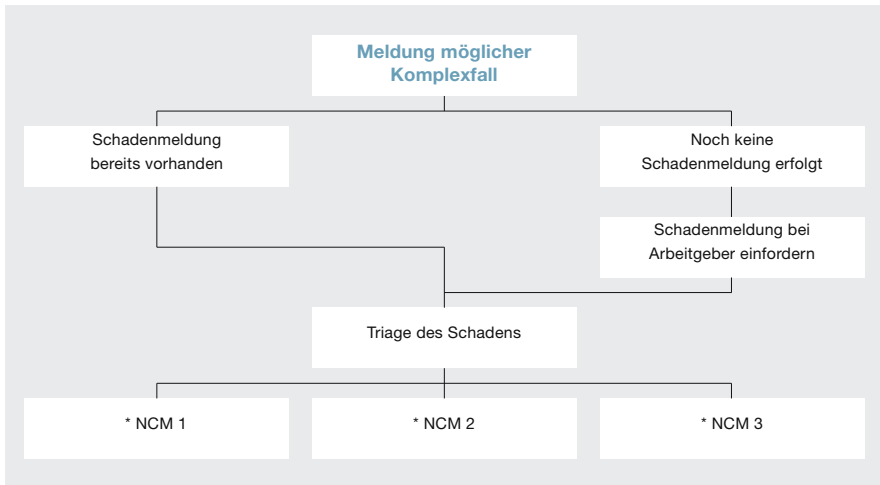 Meldung möglicher
Komplexfall
Schadenmeldung
bereits vorhanden
Noch keine
Schadenmeldung erfolgt
Schadenmeldung bei
Arbeitgeber einfordern
Triage des Schadens
* NCM 1
* NCM 2
* NCM 3